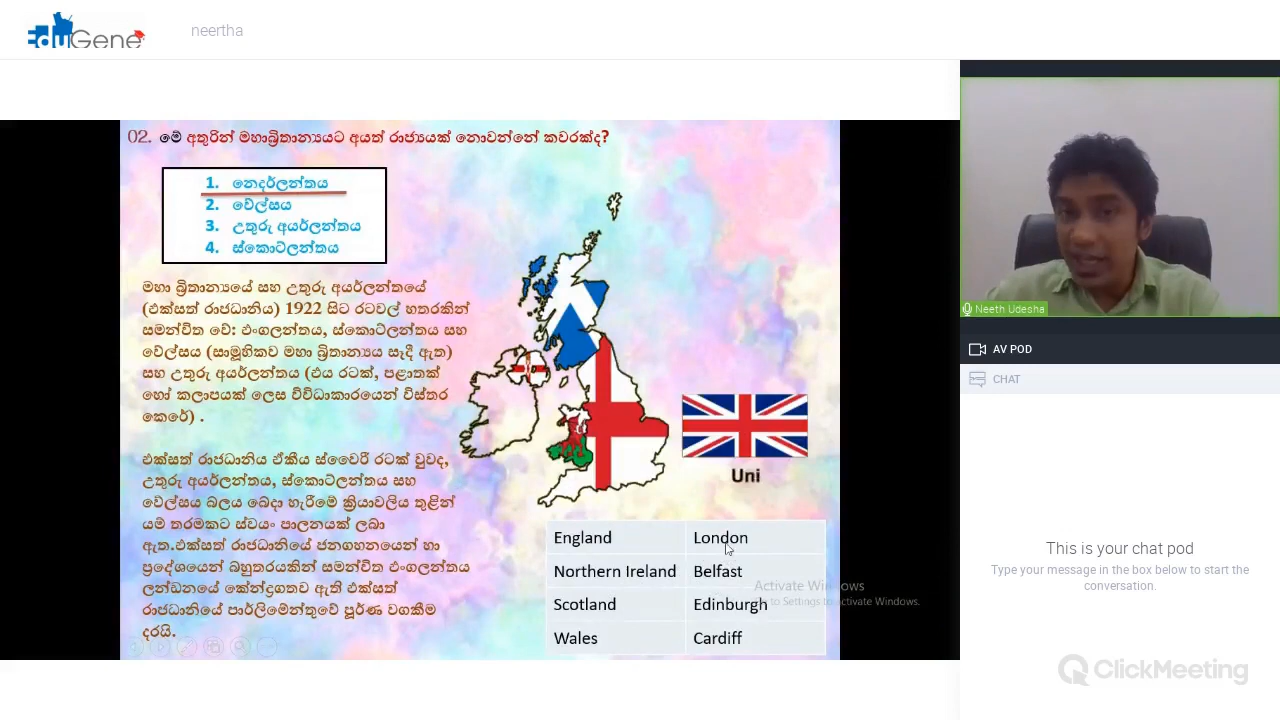 EduGene
neertha
02. මේ අතුරින් මහාබ්‍රිතාන්‍යයට අයත් රාජ්‍යයක් නොවන්නේ කවරක්ද?
1. නෙදර්ලන්තය
2. වේල්සය
3. උතුරු අයර්ලන්තය
4. ස්කොට්ලන්තය
මහා බ්‍රිතාන්‍යයේ සහ උතුරු අයර්ලන්තයේ
(එක්සත් රාජධානිය) 1922 සිට රටවල් හතරකින්
සමන්විත වේ: එංගලන්තය, ස්කොට්ලන්තය සහ
වේල්සය (සාමූහිකව මහා බ්‍රිතාන්‍යය සෑදී ඇත)
සහ උතුරු අයර්ලන්තය (එය රටක්, පළාතක්
හෝ කලාපයක් ලෙස විවිධාකාරයෙන් විස්තර
කෙරේ) .
එක්සත් රාජධානිය ඒකීය ස්වෛරී රටක් වුවද,
උතුරු අයර්ලන්තය, ස්කොට්ලන්තය සහ
වේල්සය බලය බෙදා හැරීමේ ක්‍රියාවලිය තුළින්
යම් තරමකට ස්වයං පාලනයක් ලබා
ඇත.එක්සත් රාජධානියේ ජනගහනයෙන් හා
ප්‍රදේශයෙන් බහුතරයකින් සමන්විත එංගලන්තය
ලන්ඩනයේ කේන්ද්‍රගතව ඇති එක්සත්
රාජධානියේ පාර්ලිමේන්තුවේ පූර්ණ වගකීම
දරයි.
Uni
England London
Northern Ireland Belfast
Scotland Edinburgh
Wales Cardiff
Activate Windows
to Settings to activate Windows.
Neeth Udesha
AV POD
CHAT
This is your chat pod
Type your message in the box below to start the
conversation.
ClickMeeting